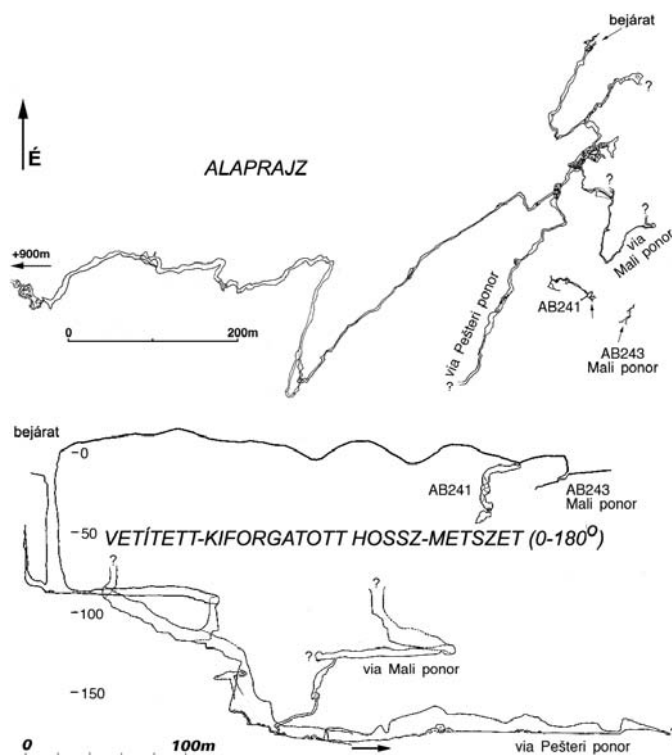 bejárat
?
É
ALAPRAJZ
?
?
+900m
via
Mali ponor
0
200m
AB241
via Pešteri ponor
AB243
Mali ponor
?
bejárat
-0
AB241
AB243
Mali ponor
-50
VETÍTETT-KIFORGATOTT HOSSZ-METSZET (0-180°)
?
?
-100
?
via Mali ponor
-150
0
100m
via Pešteri ponor